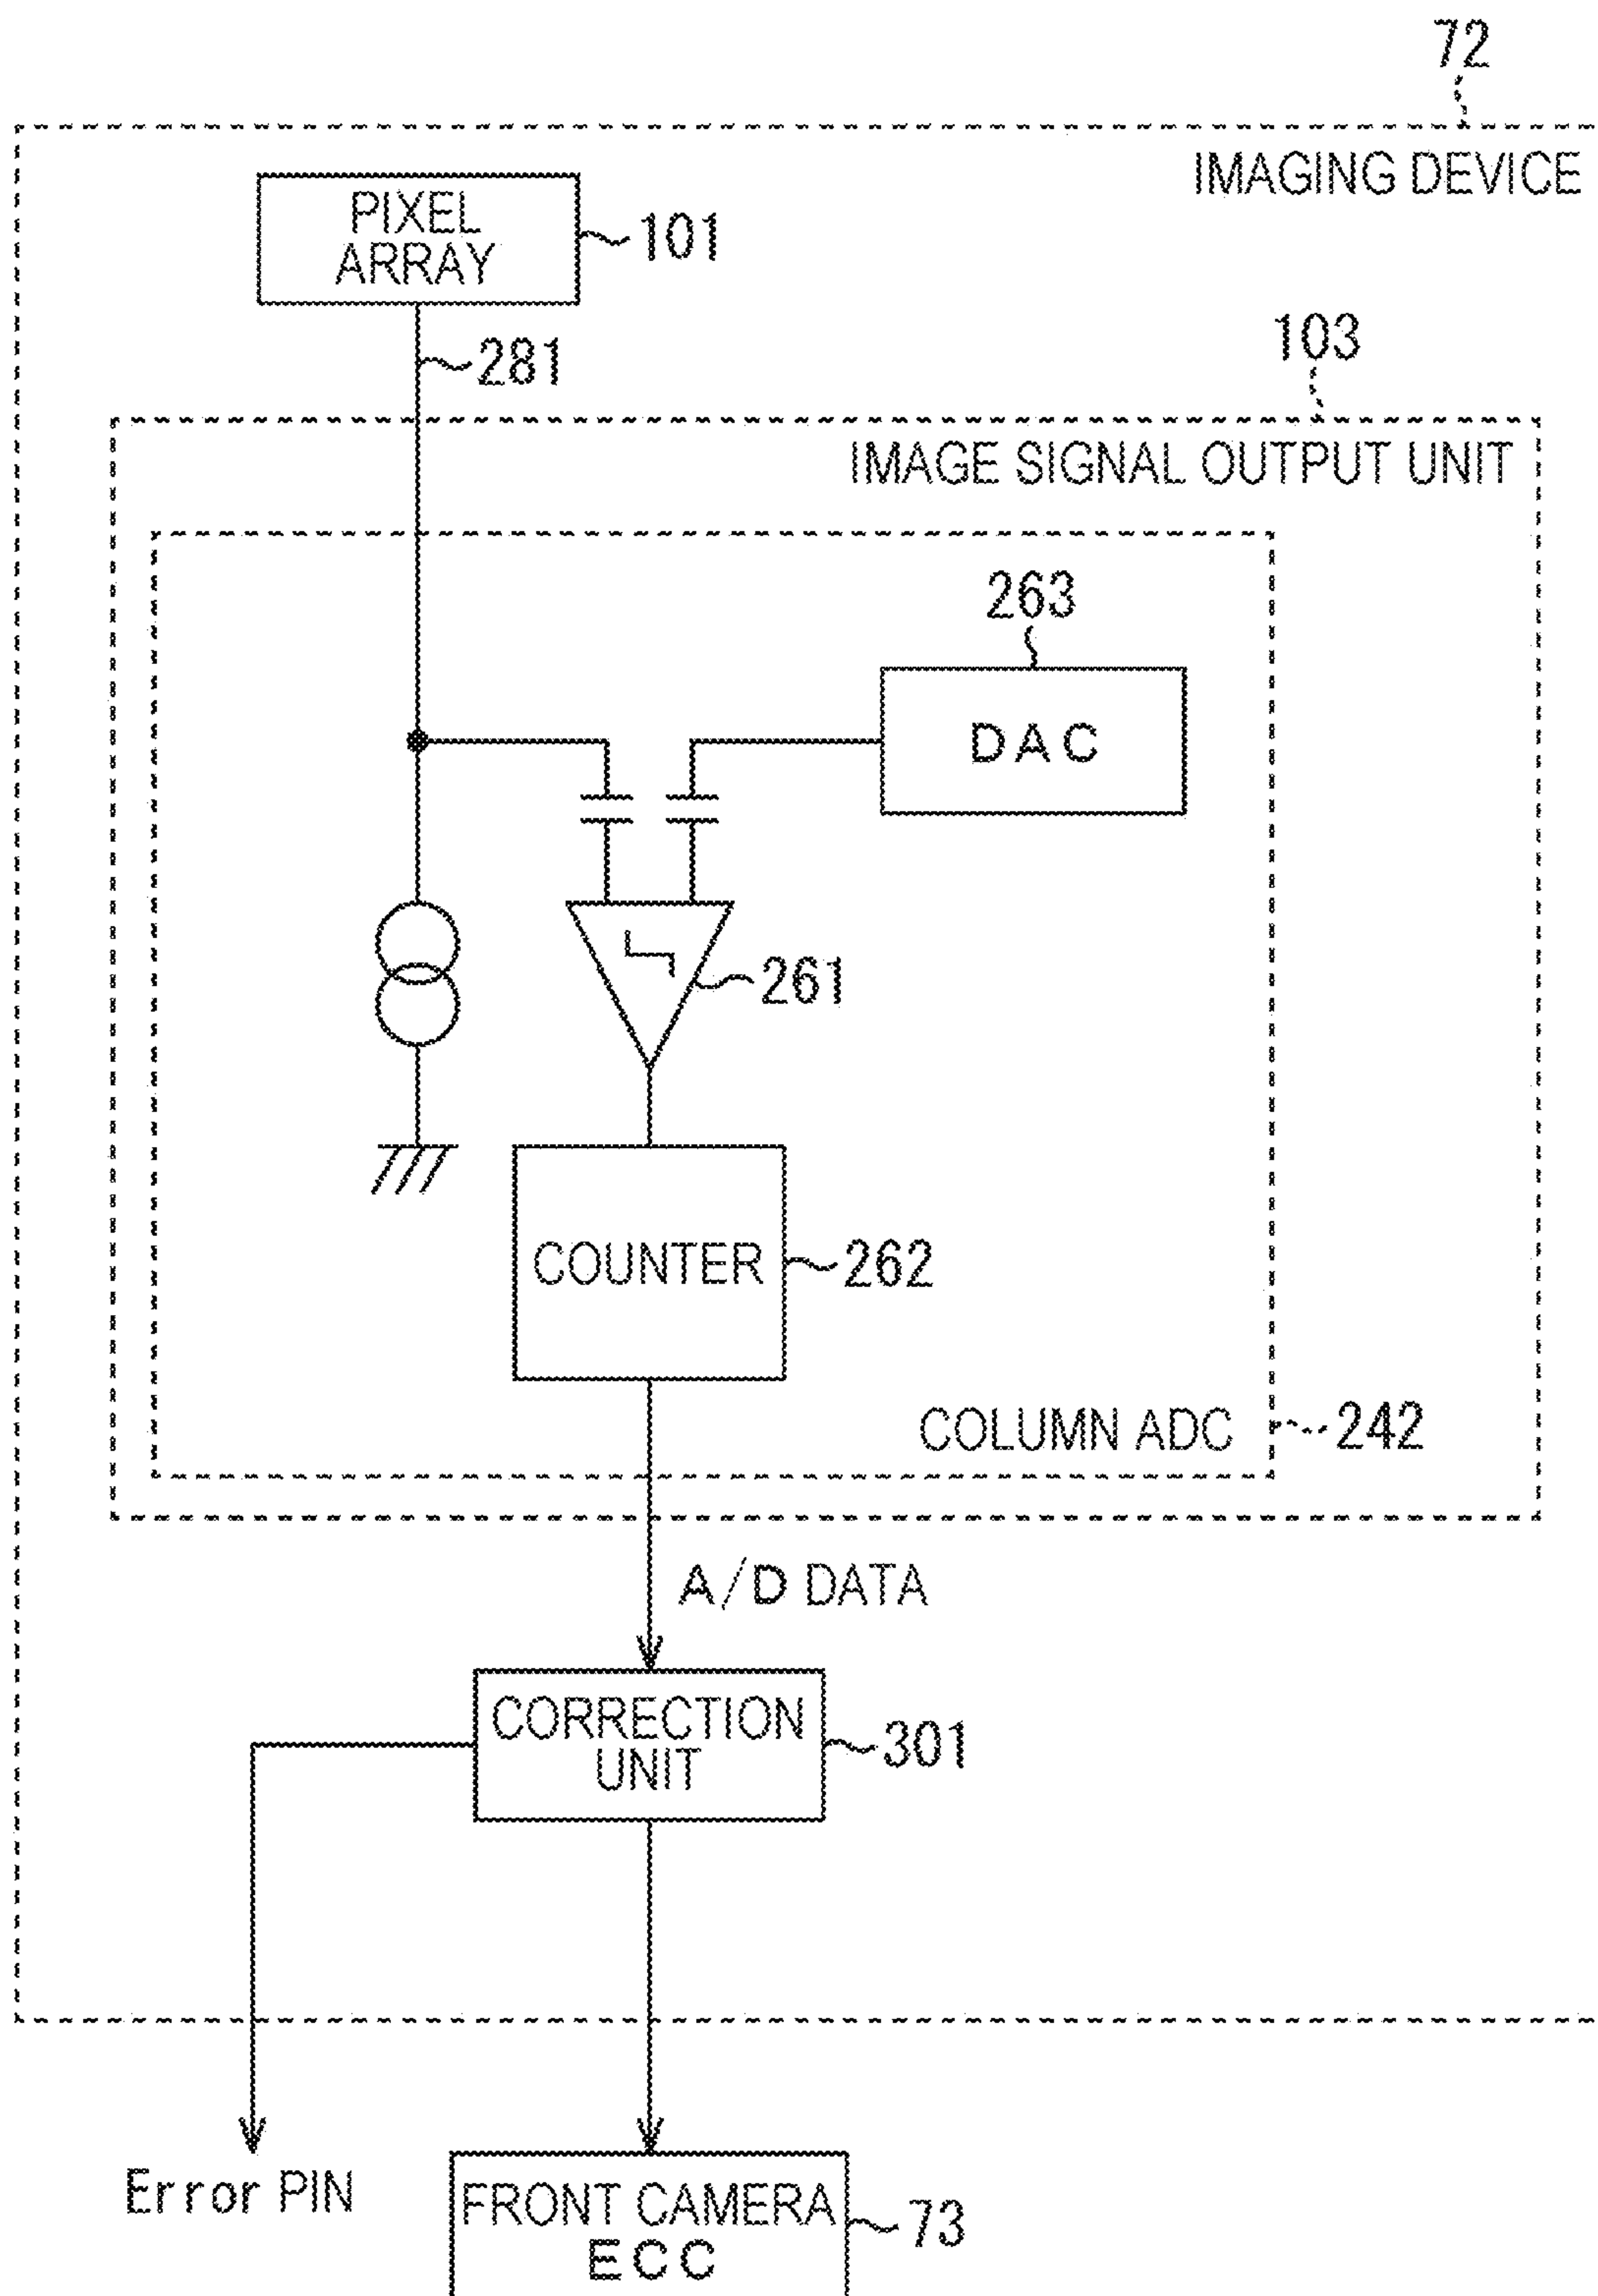 72
IMAGING DEVICE
PIXEL
ARRAY
101
281
103
IMAGE SIGNAL OUTPUT UNIT
263
DAC
261
COUNTER
262
COLUMN ADC
242
A/D DATA
CORRECTION
UNIT
301
Error PIN
FRONT CAMERA
ECC
73